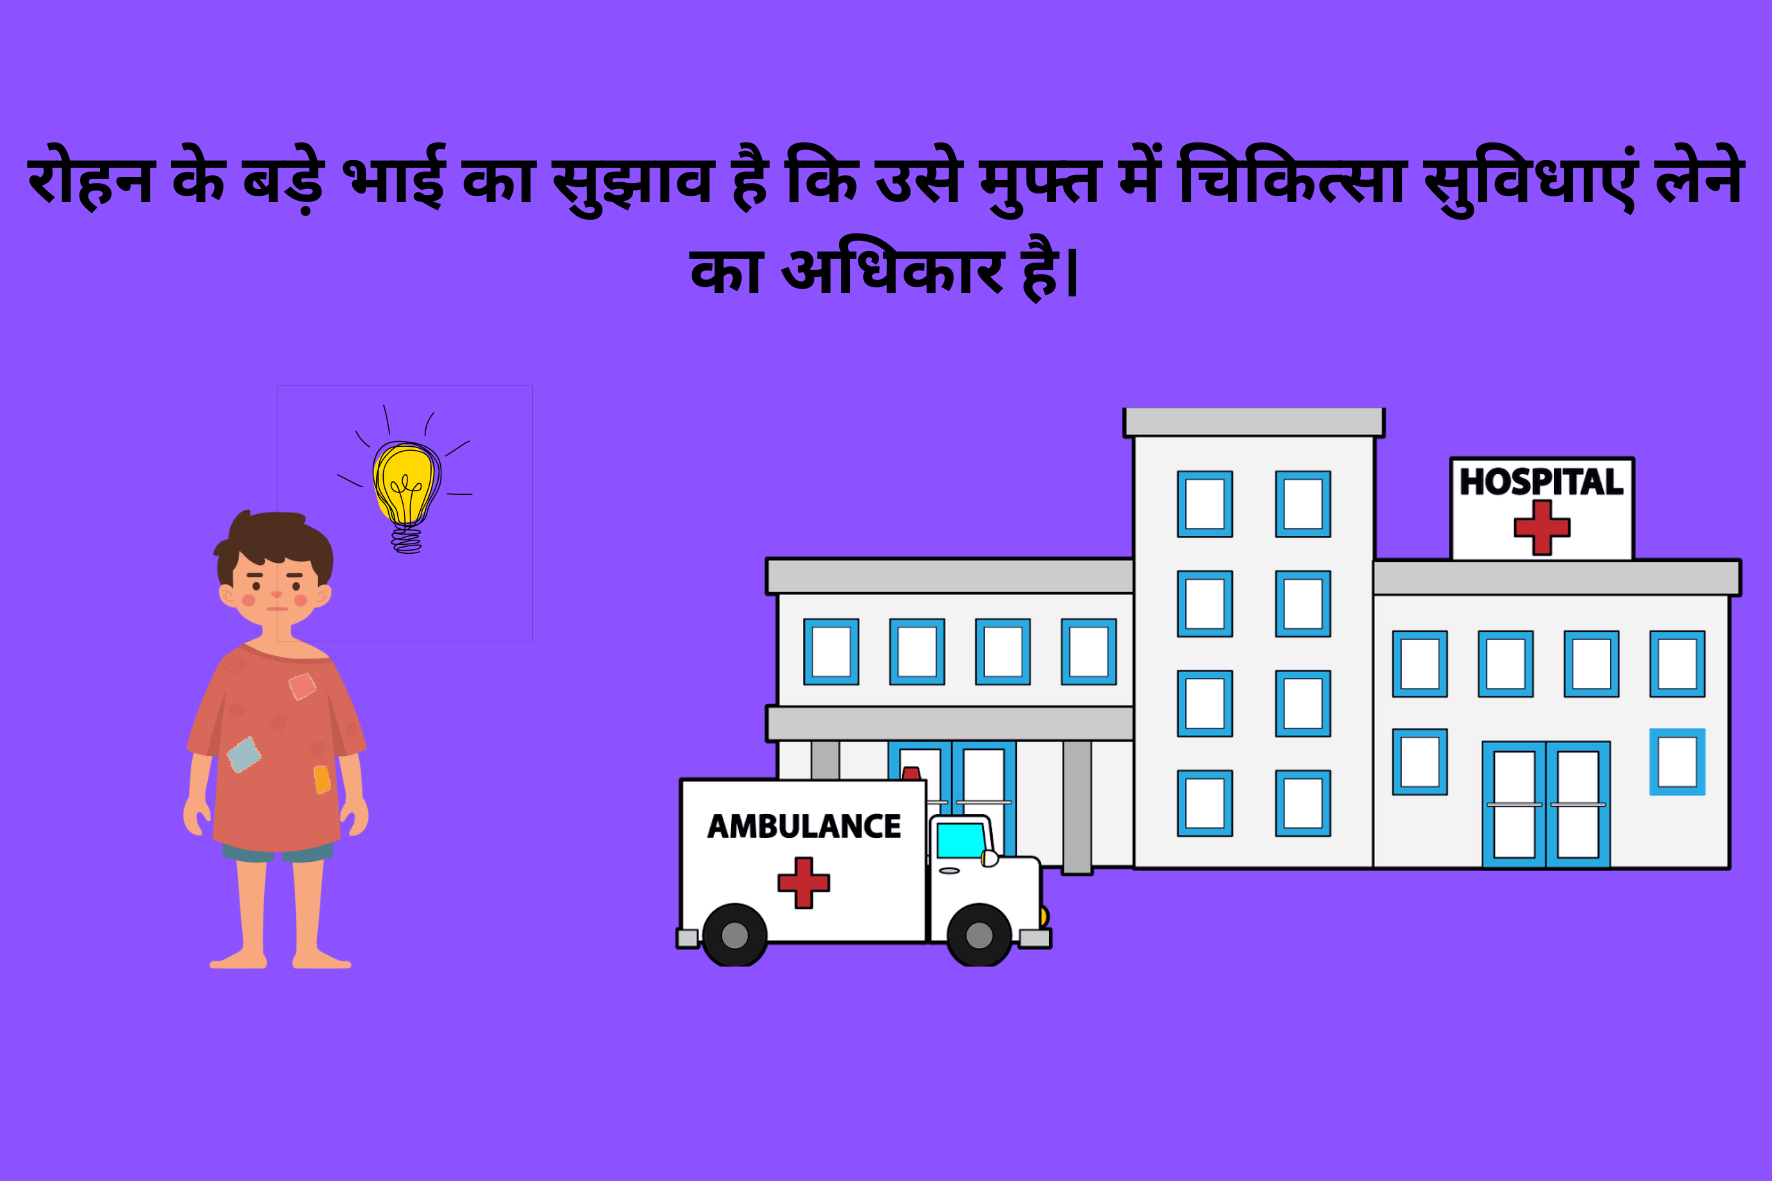 रोहन के बड़े भाई का सुझाव है कि उसे मुफ्त में चिकित्सा सुविधाएं लेने
का अधिकार है।
HOSPITAL
AMBULANCE